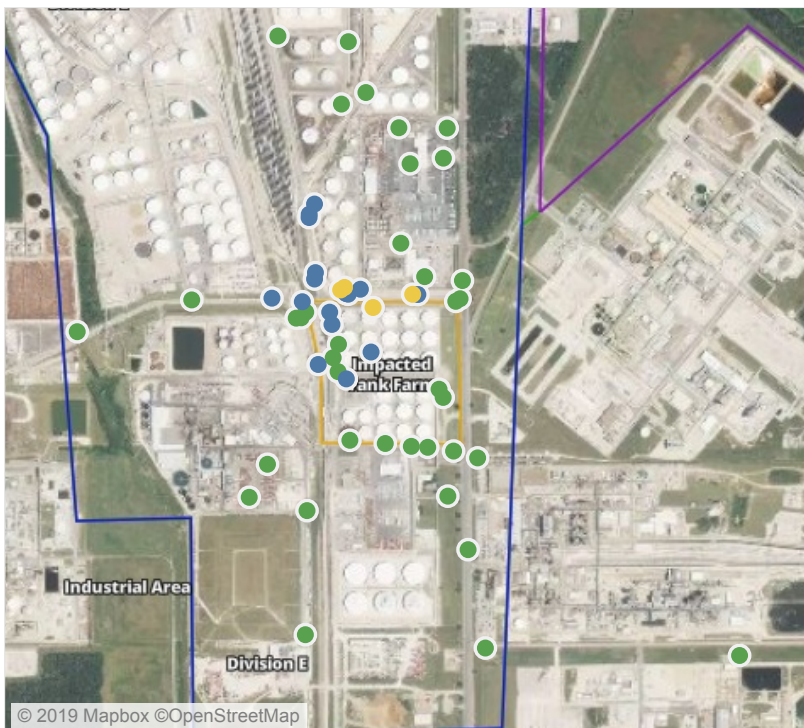 Impacted
Tank Farm
Industrial Area
Division E
© 2019 Mapbox ©OpenStreetMap